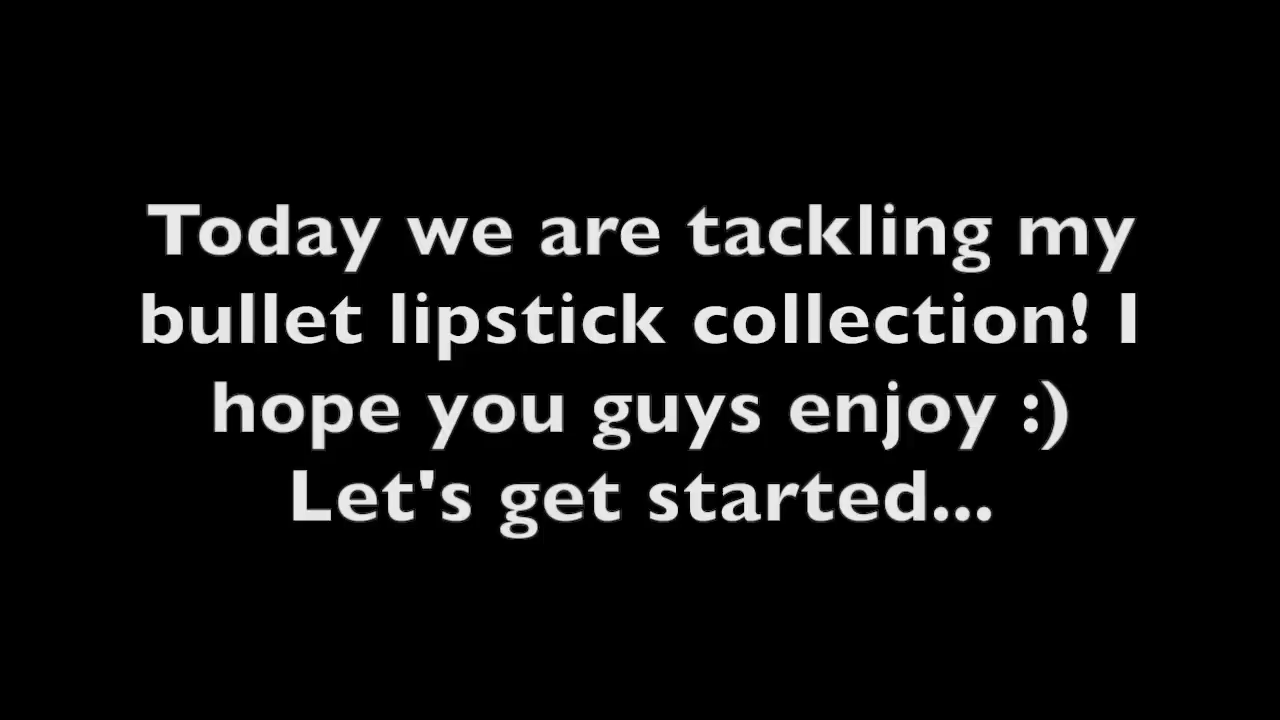 Today we are tackling my
bullet lipstick collection! I
hope you guys enjoy :)
Let's get started...